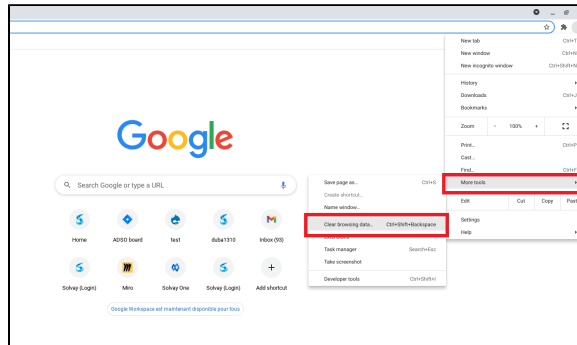 New tab Ctrl+T
New window Ctrl+N
New incognito window Ctrl+Shift+N
History
Downloads Ctrl+J
Bookmarks
Zoom - 100% +
Print... Ctrl+P
Cast...
Find... Ctrl+F
More tools
Edit Cut Copy Past
Settings
Help
Google
Search Google or type a URL
Home
ADSO board
test
duba1310
Inbox (93)
Solvay (Login)
Miro
Solvay One
Solvay (Login)
Add shortcut
Google Workspace est maintenant disponible pour tous
Save page as... Ctrl+S
Create shortcut...
Name window...
Clear browsing data... Ctrl+Shift+Backspace
Task manager Search+Esc
Take screenshot
Developer tools Ctrl+Shift+I